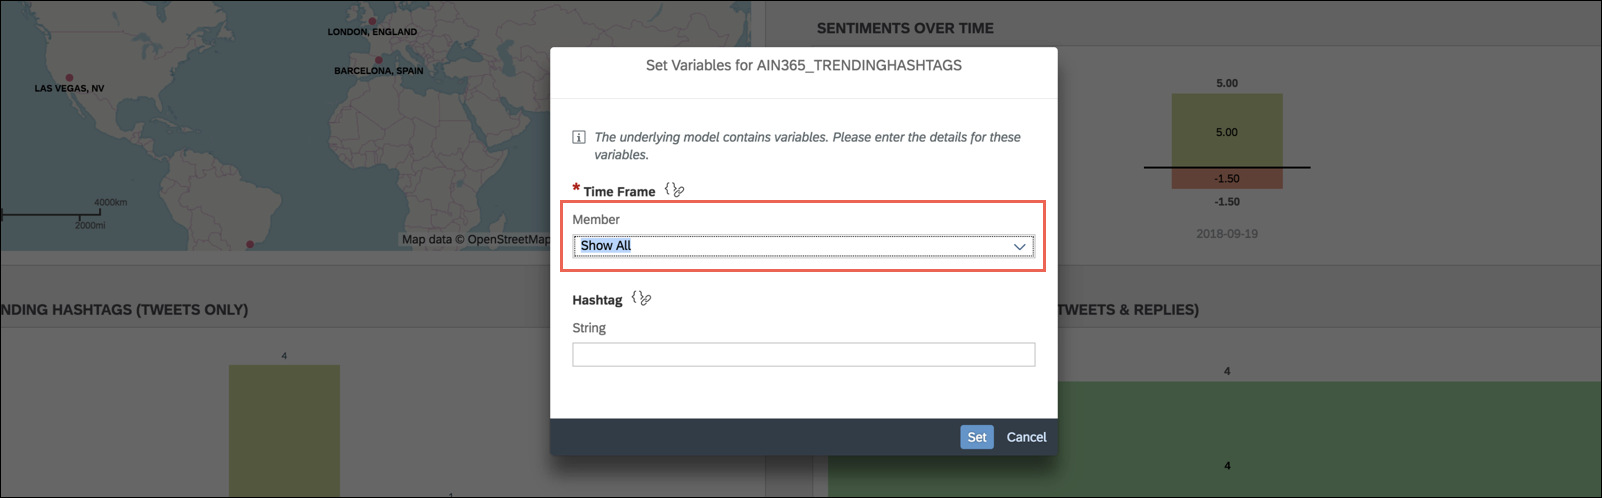 LONDON, ENGLAND
BARCELONA, SPAIN
LAS VEGAS, NV
4000km
2000mi
Map data © OpenStreetMap
SENTIMENTS OVER TIME
5.00
5.00
-1.50
-1.50
2018-09-19
Set Variables for AIN365_TRENDINGHASHTAGS
The underlying model contains variables. Please enter the details for these
variables.
* Time Frame
Member
Show All
Hashtag
String
Set Cancel
NDING HASHTAGS (TWEETS ONLY)
4
1
TWEETS & REPLIES)
4
4